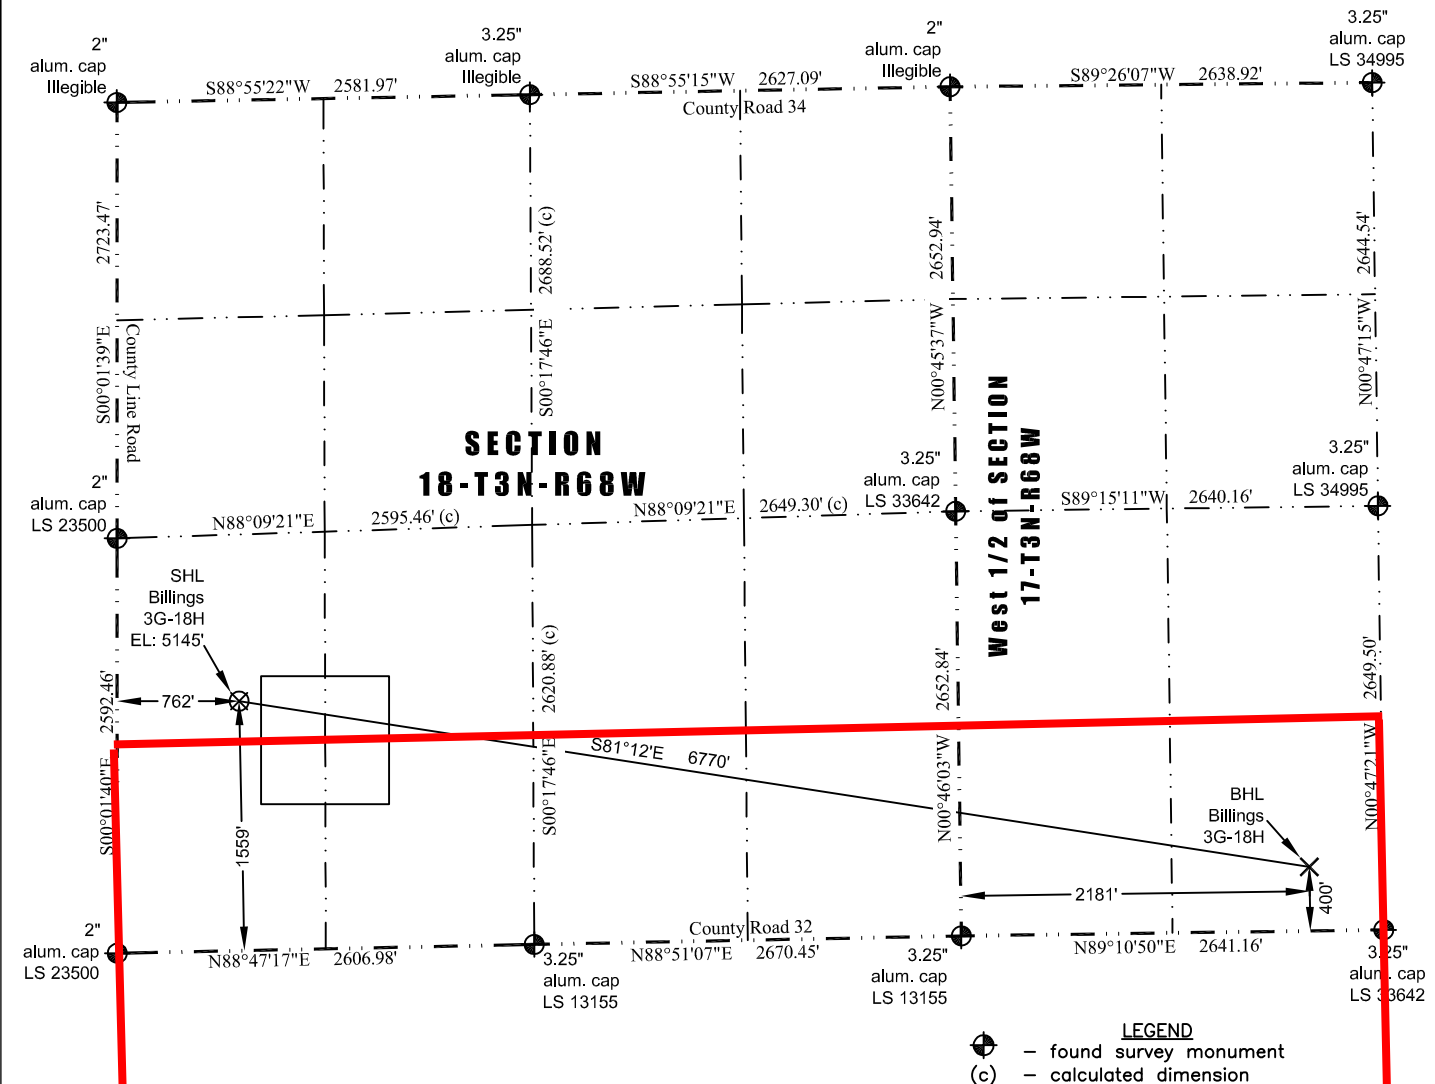 2"
alum. cap
Illegible
S88°55'22"W 2581.97'
3.25"
alum. cap
Illegible
S88°55'15"W 2627.09'
County Road 34
2"
alum. cap
Illegible
S89°26'07"W 2638.92'
3.25"
alum. cap
LS 34995
2723.47'
S00°01'39"E
County Line Road
2688.52' (c)
S00°17'46"E
2652.94'
N00°45'37"W
2644.54'
N00°47'15"W
SECTION
18-T3N-R68W
West 1/2 of SECTION
17-T3N-R68W
2"
alum. cap
LS 23500
N88°09'21"E 2595.46' (c)
N88°09'21"E 2649.30' (c)
3.25"
alum. cap
LS 33642
S89°15'11"W 2640.16'
3.25"
alum. cap
LS 34995
SHL
Billings
3G-18H
EL: 5145'
762'
2592.46'
S00°01'40"E
1559'
2620.88' (c)
S00°17'46"E
S81°12'E 6770'
2652.84'
N00°46'03"W
2649.50'
N00°47'21"W
BHL
Billings
3G-18H
2181'
400'
2"
alum. cap
LS 23500
N88°47'17"E 2606.98'
3.25"
alum. cap
LS 13155
County Road 32
N88°51'07"E 2670.45'
3.25"
alum. cap
LS 13155
N89°10'50"E 2641.16'
3.25"
alum. cap
LS 33642
LEGEND
– found survey monument
(c) – calculated dimension